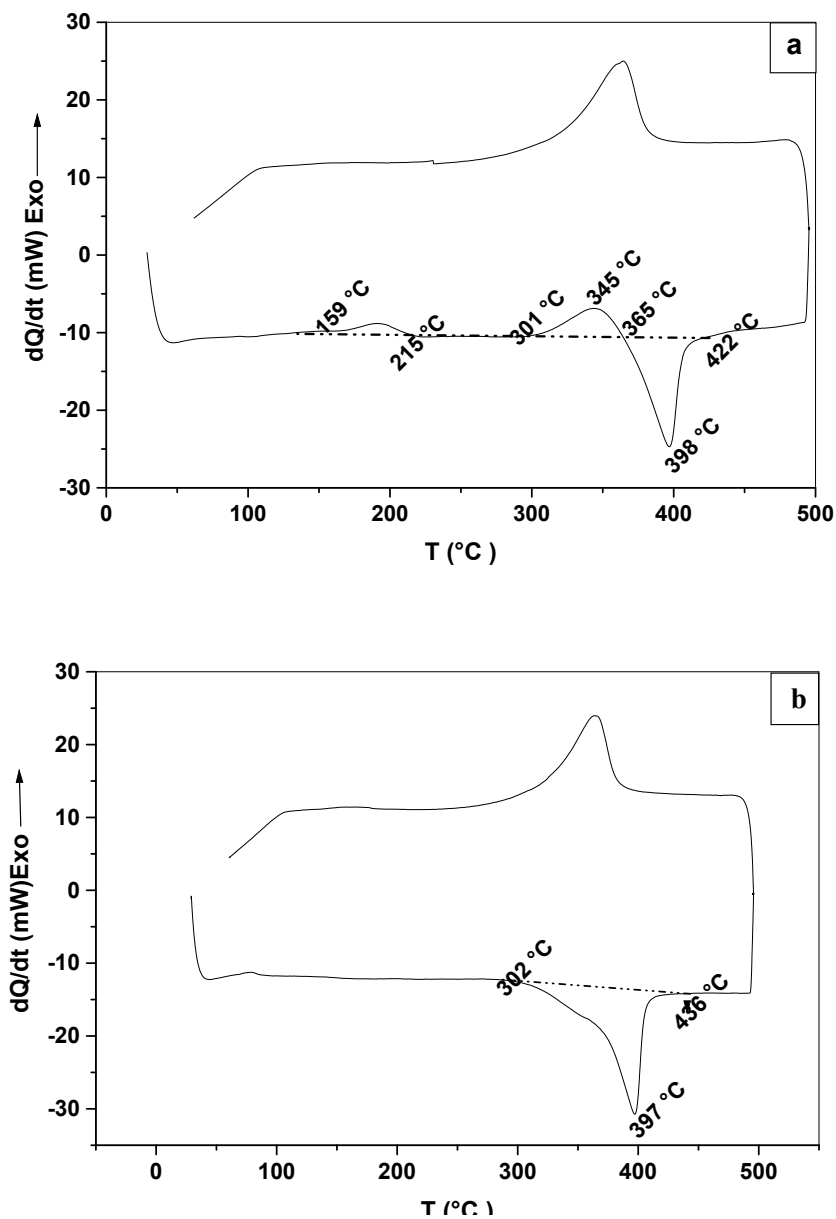 a
30
20
10
0
-10
-20
-30
dQ/dt (mW) Exo
159 °C
215 °C
301 °C
345 °C
365 °C
422 °C
398 °C
0 100 200 300 400 500
T (°C )
b
30
20
10
0
-10
-20
-30
dQ/dt (mW)Exo
302 °C
436 °C
397 °C
0 100 200 300 400 500
T (°C )